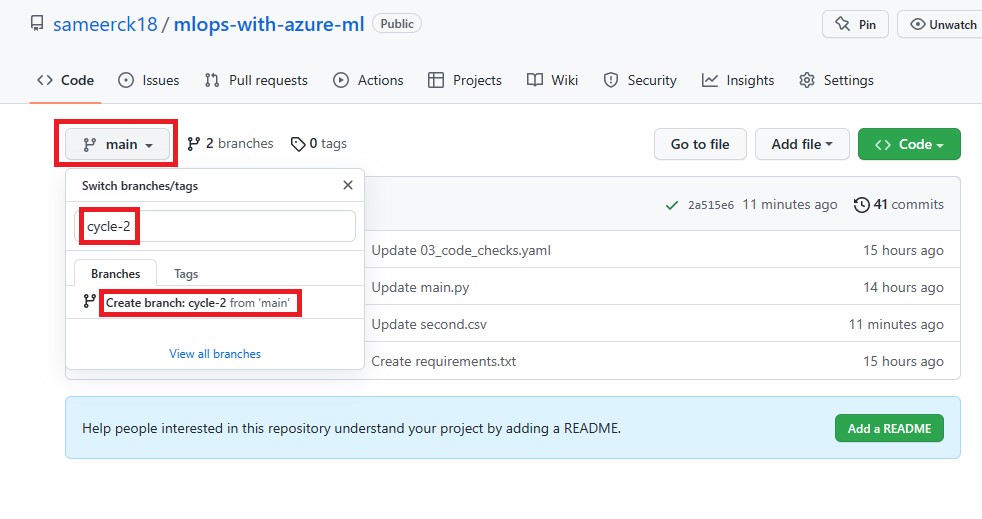 sameerck18 / mlops-with-azure-ml Public Pin Unwatch
Code Issues Pull requests Actions Projects Wiki Security Insights Settings
main 2 branches 0 tags Go to file Add file Code
Switch branches/tags
2a515e6 11 minutes ago 41 commits
cycle-2
Update 03_code_checks.yaml 15 hours ago
Branches Tags
Update main.py 14 hours ago
Create branch: cycle-2 from 'main'
Update second.csv 11 minutes ago
View all branches
Create requirements.txt 15 hours ago
Help people interested in this repository understand your project by adding a README. Add a README